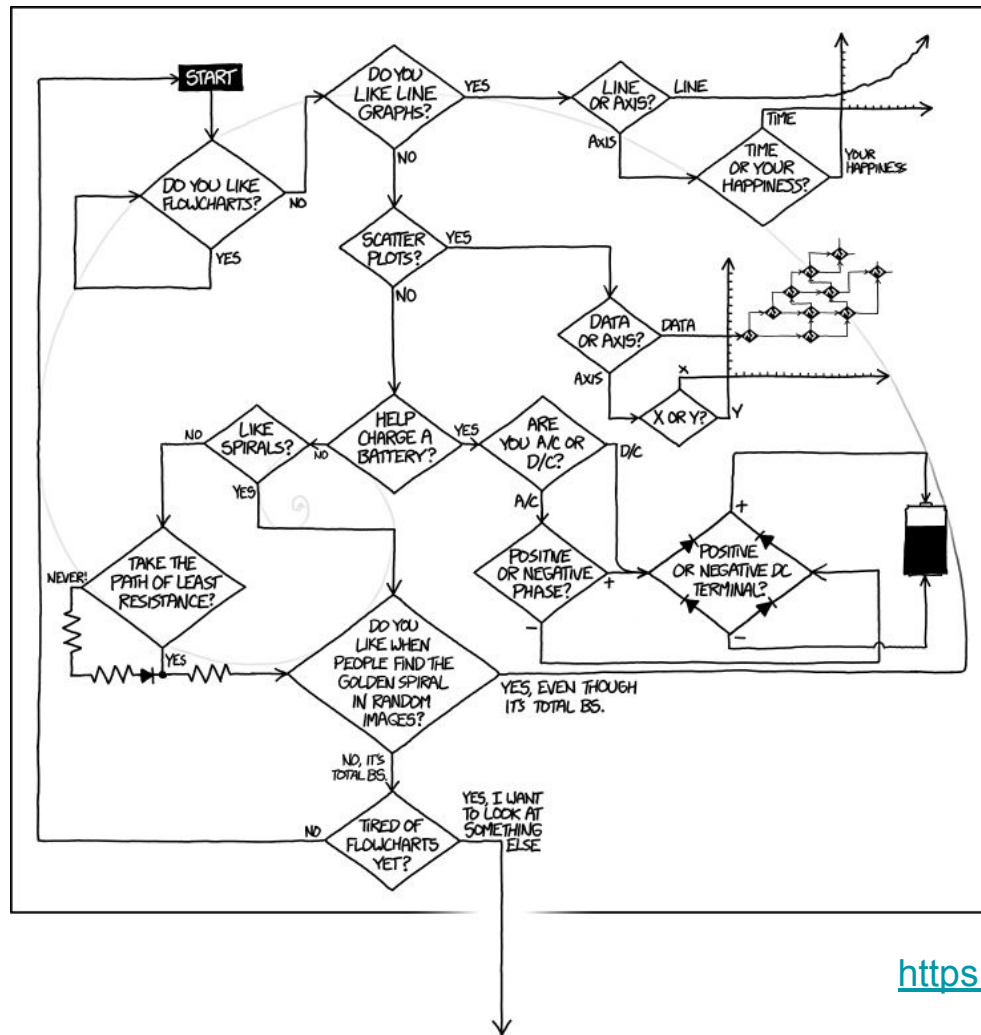 START
DO YOU
LIKE LINE
GRAPHS?
YES
LINE
OR AXIS?
LINE
AXIS
TIME
TIME
OR YOUR
HAPPINESS?
YOUR
HAPPINESS
NO
DO YOU LIKE
FLOWCHARTS?
NO
YES
SCATTER
PLOTS?
YES
NO
DATA
OR AXIS?
DATA
AXIS
X
X OR Y?
Y
HELP
CHARGE A
BATTERY?
NO
YES
LIKE
SPIRALS?
NO
YES
ARE
YOU A/C OR
D/C?
D/C
A/C
POSITIVE
OR NEGATIVE
PHASE?
+
-
POSITIVE
OR NEGATIVE DC
TERMINAL?
+
-
TAKE THE
PATH OF LEAST
RESISTANCE?
NEVER!
YES
DO YOU
LIKE WHEN
PEOPLE FIND THE
GOLDEN SPIRAL
IN RANDOM
IMAGES?
YES, EVEN THOUGH
IT'S TOTAL BS.
NO, IT'S
TOTAL BS.
TIRED OF
FLOWCHARTS
YET?
NO
YES, I WANT
TO LOOK AT
SOMETHING
ELSE
https